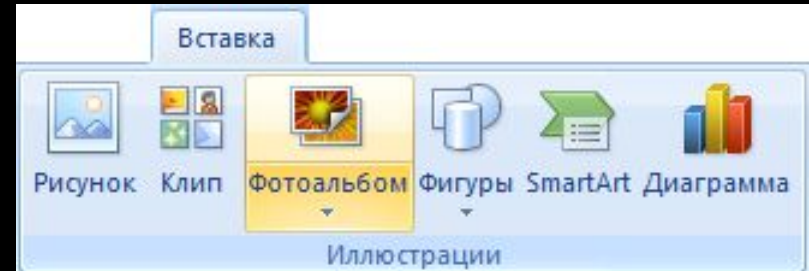 Вставка
Рисунок Клип Фотоальбом Фигуры SmartArt Диаграмма
Иллюстрации